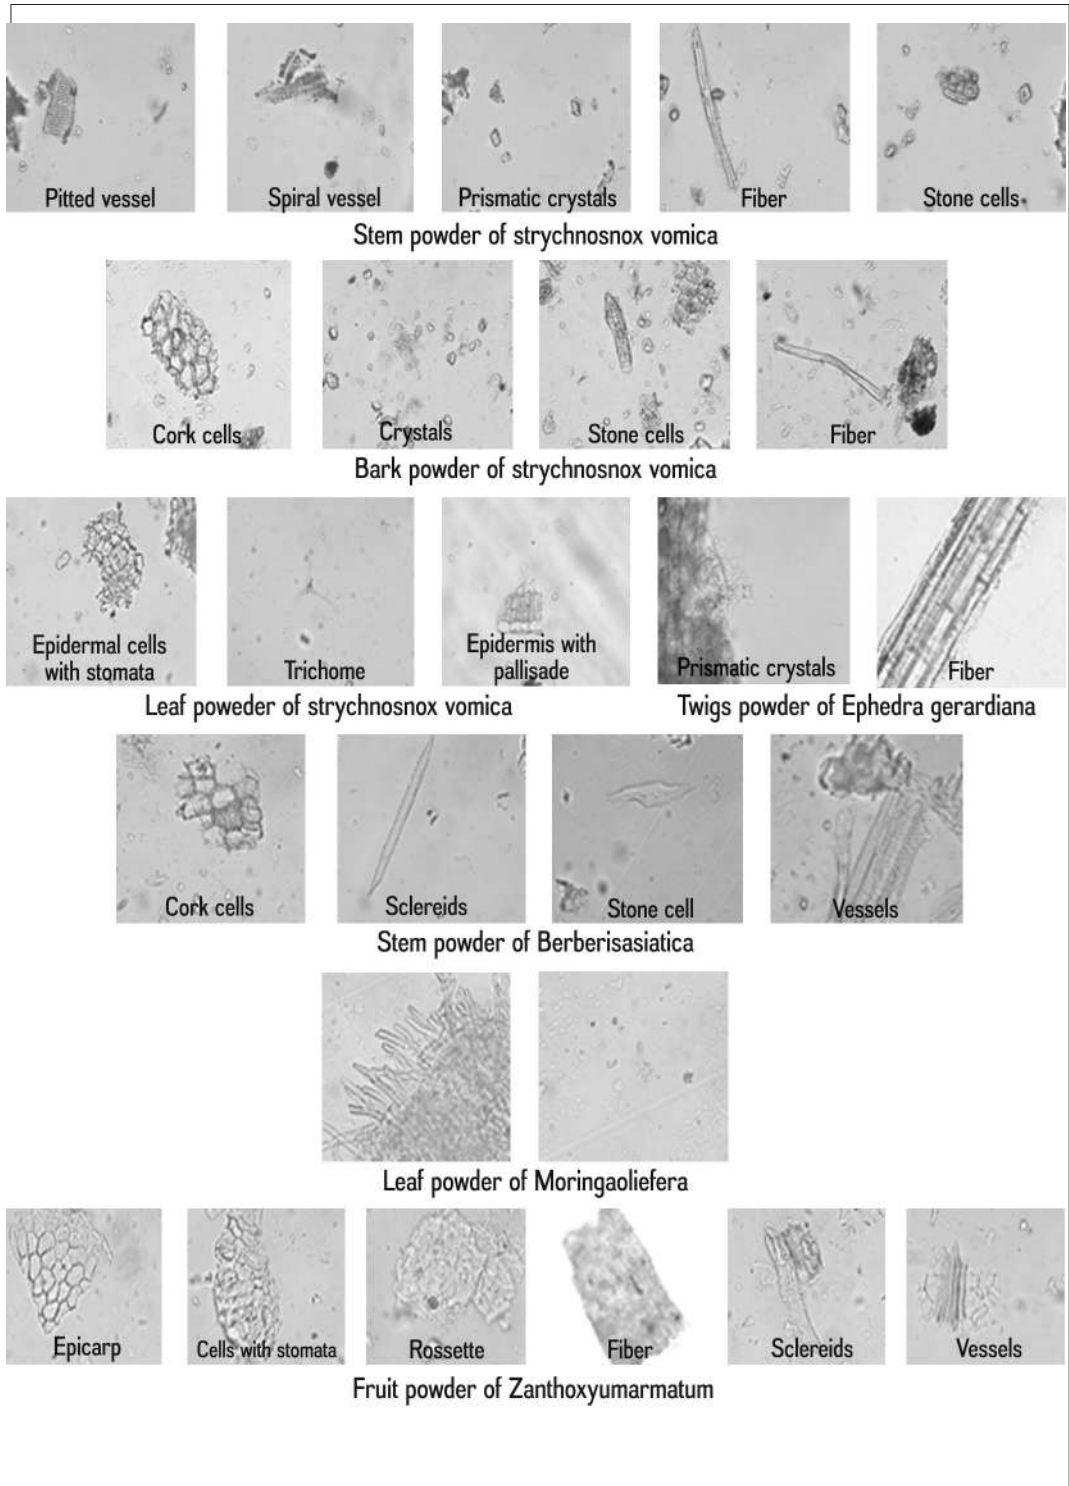 Pitted vessel
Spiral vessel
Prismatic crystals
Fiber
Stone cells
Stem powder of strychnosnox vomica
Cork cells
Crystals
Stone cells
Fiber
Bark powder of strychnosnox vomica
Epidermal cells
with stomata
Trichome
Epidermis with
pallisade
Prismatic crystals
Fiber
Leaf poweder of strychnosnox vomica
Twigs powder of Ephedra gerardiana
Cork cells
Sclereids
Stone cell
Vessels
Stem powder of Berberisasiatica
Leaf powder of Moringaoliefera
Epicarp
Cells with stomata
Rossette
Fiber
Sclereids
Vessels
Fruit powder of Zanthoxyumarmatum